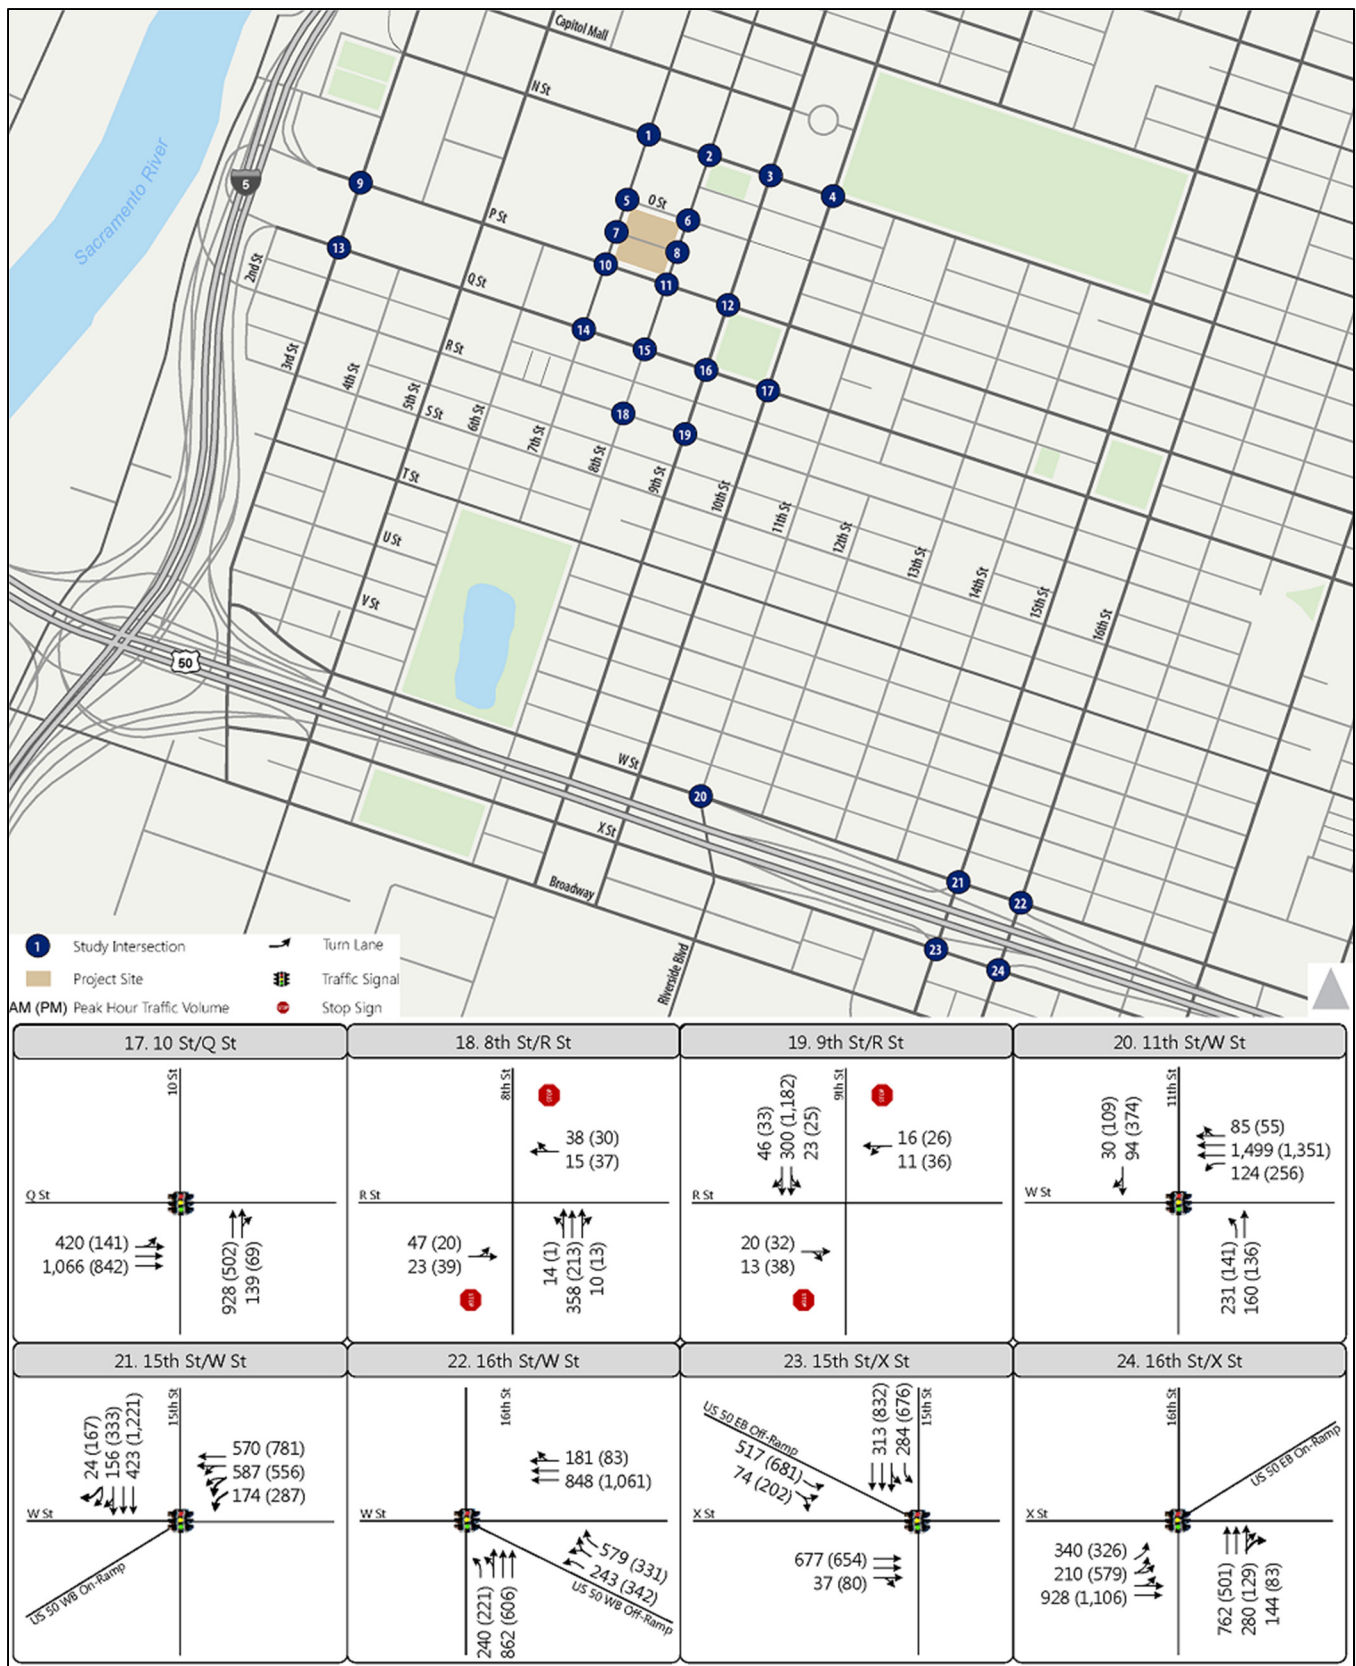 Capitol Mall
N St
Sacramento River
1
2
3
4
5
9
5
O St
6
7
8
P St
10
11
12
13
2nd St
Q St
14
15
16
17
R St
3rd St
4th St
5th St
S St
6th St
7th St
18
19
8th St
9th St
10th St
11th St
12th St
13th St
14th St
15th St
16th St
T St
U St
V St
50
W St
20
X St
Broadway
21
22
23
24
Riverside Blvd
1 Study Intersection
Turn Lane
Project Site
Traffic Signal
AM (PM) Peak Hour Traffic Volume
STOP Stop Sign
17. 10 St/Q St
10 St
Q St
420 (141)
1,066 (842)
928 (502)
139 (69)
18. 8th St/R St
8th St
STOP
38 (30)
15 (37)
R St
47 (20)
23 (39)
14 (1)
358 (213)
10 (13)
STOP
19. 9th St/R St
46 (33)
300 (1,182)
23 (25)
9th St
STOP
16 (26)
11 (36)
R St
20 (32)
13 (38)
STOP
20. 11th St/W St
30 (109)
94 (374)
11th St
85 (55)
1,499 (1,351)
124 (256)
W St
231 (141)
160 (136)
21. 15th St/W St
24 (167)
156 (333)
423 (1,221)
15th St
570 (781)
587 (556)
174 (287)
W St
US 50 WB On-Ramp
22. 16th St/W St
16th St
181 (83)
848 (1,061)
W St
579 (331)
243 (342)
US 50 WB Off-Ramp
240 (221)
862 (606)
23. 15th St/X St
US 50 EB Off-Ramp
517 (681)
74 (202)
313 (832)
284 (676)
15th St
X St
677 (654)
37 (80)
24. 16th St/X St
16th St
US 50 EB On-Ramp
X St
340 (326)
210 (579)
928 (1,106)
762 (501)
280 (129)
144 (83)